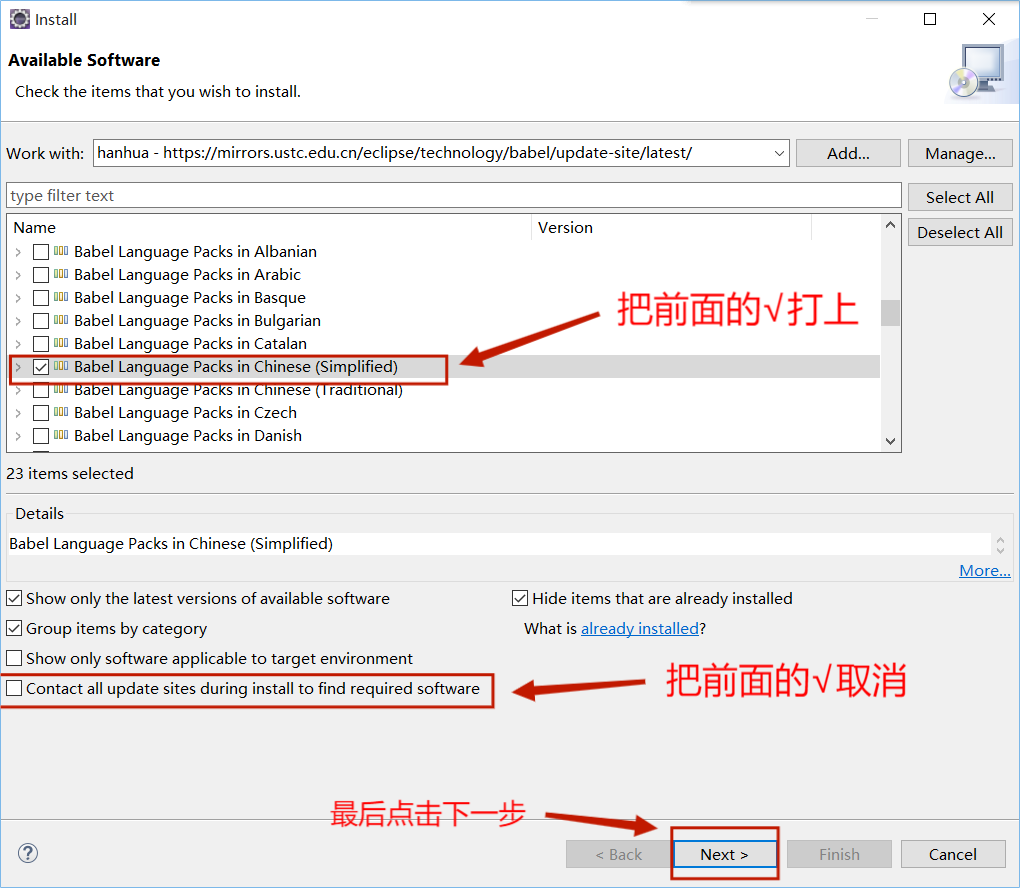 Install
Available Software
Check the items that you wish to install.
Work with: hanhua - https://mirrors.ustc.edu.cn/eclipse/technology/babel/update-site/latest/ Add... Manage...
type filter text Select All
Name Version Deselect All
Babel Language Packs in Albanian
Babel Language Packs in Arabic
Babel Language Packs in Basque
把前面的√打上
Babel Language Packs in Bulgarian
Babel Language Packs in Catalan
Babel Language Packs in Chinese (Simplified)
Babel Language Packs in Chinese (Traditional)
Babel Language Packs in Czech
Babel Language Packs in Danish
23 items selected
Details
Babel Language Packs in Chinese (Simplified)
More...
Show only the latest versions of available software Hide items that are already installed
Group items by category What is already installed?
Show only software applicable to target environment
Contact all update sites during install to find required software 把前面的√取消
最后点击下一步
? < Back Next > Finish Cancel